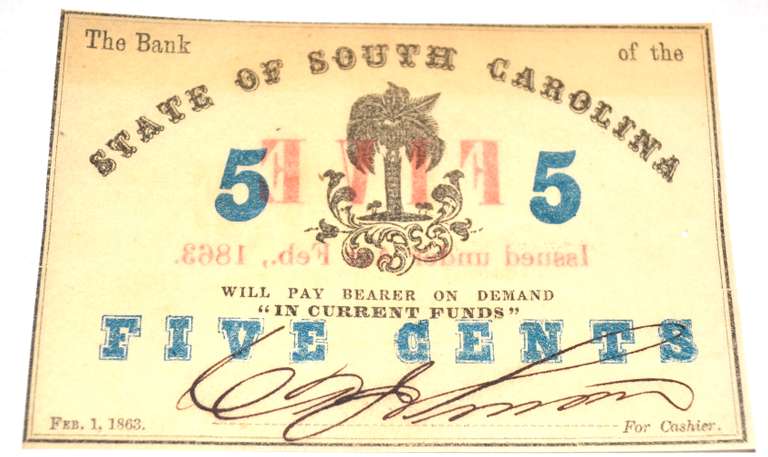 The Bank of the
STATE OF SOUTH CAROLINA
FIVE
5 5
Issued under Feb., 1863.
WILL PAY BEARER ON DEMAND
"IN CURRENT FUNDS"
FIVE CENTS
FEB. 1, 1863. For Cashier.